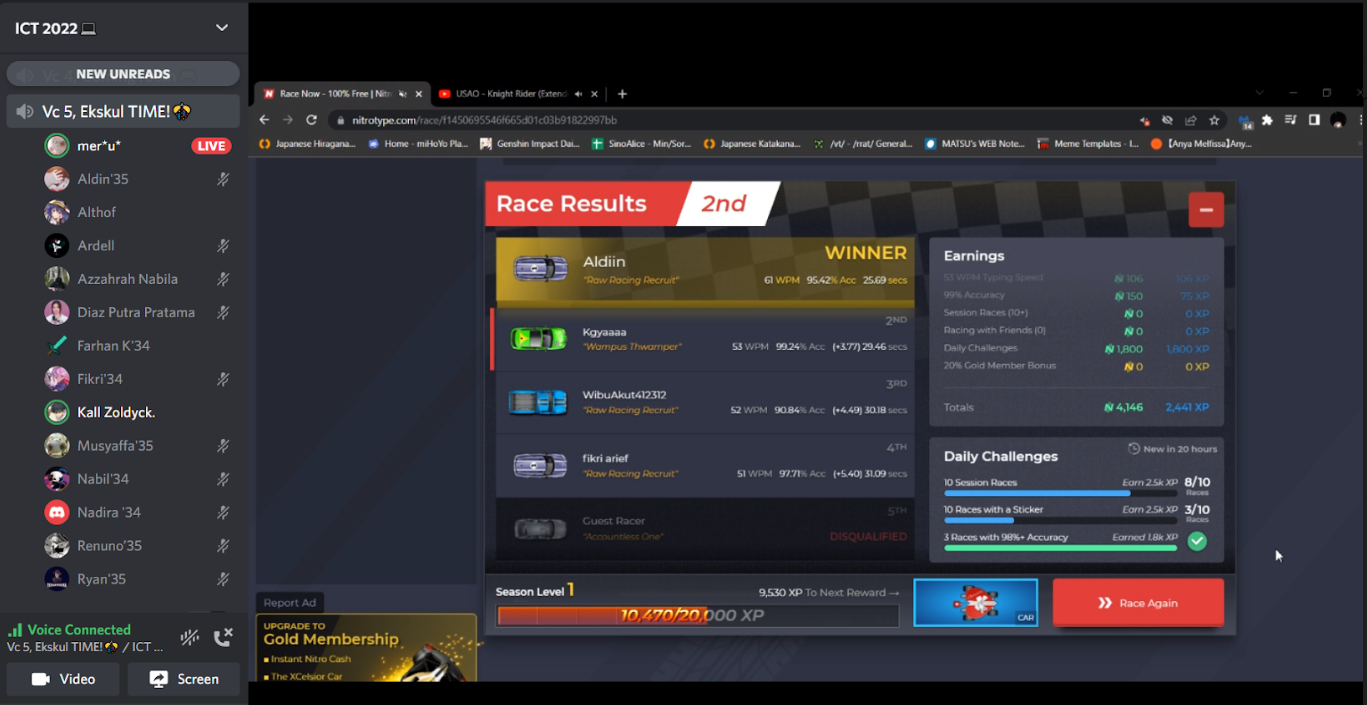 ICT 2022
NEW UNREADS
Vc 5, Ekskul TIME!
mer*u*
LIVE
Aldin'35
Althof
Ardell
Azzahrah Nabila
Diaz Putra Pratama
Farhan K'34
Fikri'34
Kall Zoldyck.
Musyaffa'35
Nabil'34
Nadira '34
Renuno'35
Ryan'35
Voice Connected
Vc 5, Ekskul TIME! / ICT ...
Video
Screen
Race Now - 100% Free | Nitr
USAO - Knight Rider (Extend
nitrotype.com/race/f1450695546f665d01c03b91822997bb
14
Japanese Hiragana...
Home - miHoYo Pla...
Genshin Impact Dai...
SinoAlice - Min/Sor...
Japanese Katakana...
/vt/ - /rrat/ General...
MATSU's WEB Note...
Meme Templates - I...
【Anya Melfissa】Any...
Race Results
2nd
Aldiin
"Raw Racing Recruit"
WINNER
61 WPM 95.42% Acc 25.69 secs
2ND
Kgyaaaa
"Wampus Thwamper"
53 WPM 99.24% Acc (+3.77) 29.46 secs
3RD
WibuAkut412312
"Raw Racing Recruit"
52 WPM 90.84% Acc (+4.49) 30.18 secs
4TH
fikri arief
"Raw Racing Recruit"
51 WPM 97.71% Acc (+5.40) 31.09 secs
5TH
Guest Racer
"Accountless One"
DISQUALIFIED
Earnings
53 WPM Typing Speed 106 106 XP
99% Accuracy 150 75 XP
Session Races (10+) 0 0 XP
Racing with Friends (0) 0 0 XP
Daily Challenges 1,800 1,800 XP
20% Gold Member Bonus 0 0 XP
Totals 4,146 2,441 XP
Daily Challenges
New in 20 hours
10 Session Races Earn 2.5k XP 8/10
Races
10 Races with a Sticker Earn 2.5k XP 3/10
Races
3 Races with 98%+ Accuracy Earned 1.8k XP
Season Level 1
9,530 XP To Next Reward →
10,470/20,000 XP
CAR
Race Again
Report Ad
UPGRADE TO
Gold Membership
Instant Nitro Cash
The XCelsior Car